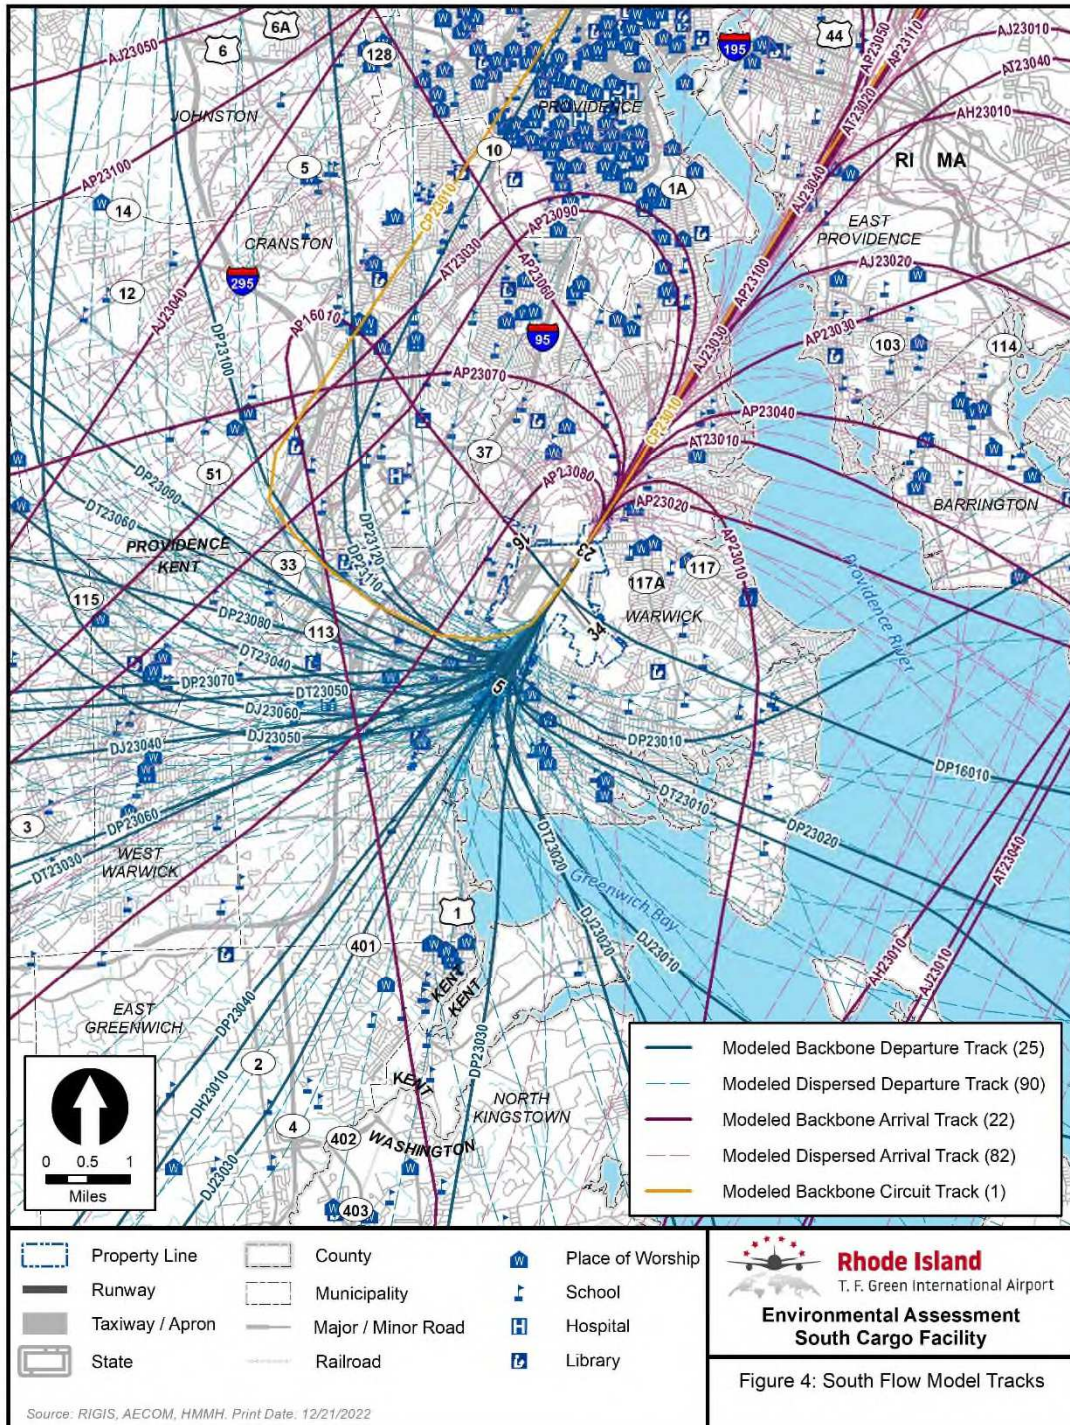 6A
6
44
195
AJ23050
128
AP23050
AP23110
AJ23010
AT23040
JOHNSTON
PROVIDENCE
AT23020
AH23010
10
5
RI MA
AP23100
1A
CP23010
AJ23040
14
AP23090
EAST
PROVIDENCE
CRANSTON
AT23030
AP23060
AP23100
AJ23020
295
12
AJ23040
AP16010
DP23100
95
AJ23030
AP23030
103
114
AP23070
CP23010
AP23040
AT23010
37
51
AP23080
AP23020
BARRINGTON
DP23090
DT23060
DP23120
DP23110
16
23
AP23010
PROVIDENCE
KENT
33
117
117A
Providence River
115
WARWICK
34
113
DP23080
DT23040
DP23070
DT23050
5
DJ23060
DJ23050
DJ23040
DP23010
DP16010
DT23010
DP23060
DP23020
3
DT23030
WEST
WARWICK
DT23020
AT23040
Greenwich Bay
1
DJ23020
DJ23010
401
AH23010
AJ23010
KENT
KENT
EAST
GREENWICH
DP23040
DP23030
2
DH23010
KENT
NORTH
KINGSTOWN
4
402
WASHINGTON
DJ23030
403
0 0.5 1
Miles
Modeled Backbone Departure Track (25)
Modeled Dispersed Departure Track (90)
Modeled Backbone Arrival Track (22)
Modeled Dispersed Arrival Track (82)
Modeled Backbone Circuit Track (1)
Property Line
Runway
Taxiway / Apron
State
County
Municipality
Major / Minor Road
Railroad
W Place of Worship
School
H Hospital
Library
Source: RIGIS, AECOM, HMMH. Print Date: 12/21/2022
Rhode Island
T. F. Green International Airport
Environmental Assessment
South Cargo Facility
Figure 4: South Flow Model Tracks